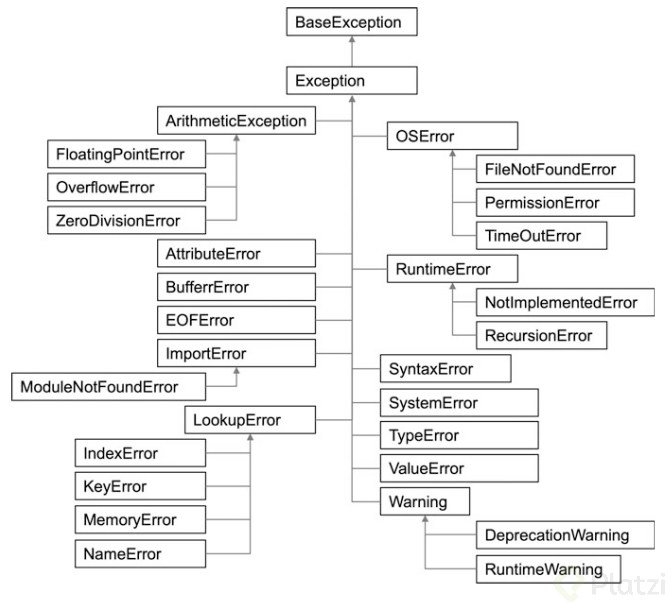 BaseException
Exception
ArithmeticException
FloatingPointError
OverflowError
ZeroDivisionError
AttributeError
BufferrError
EOFError
ImportError
ModuleNotFoundError
LookupError
IndexError
KeyError
MemoryError
NameError
OSError
FileNotFoundError
PermissionError
TimeOutError
RuntimeError
NotImplementedError
RecursionError
SyntaxError
SystemError
TypeError
ValueError
Warning
DeprecationWarning
RuntimeWarning
Platzi